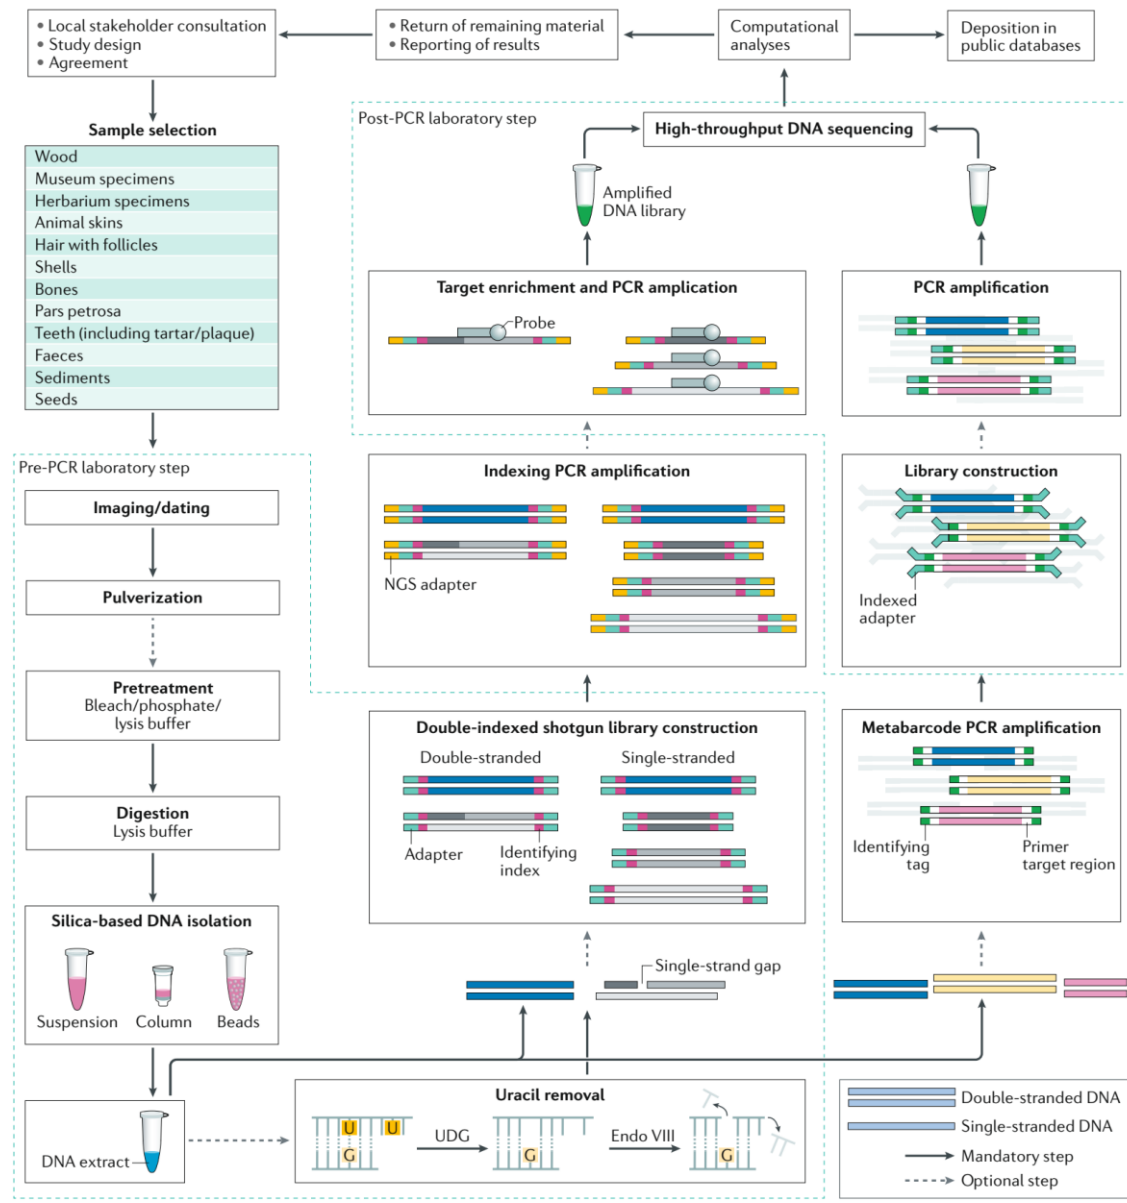 • Local stakeholder consultation
• Study design
• Agreement
• Return of remaining material
• Reporting of results
Computational
analyses
Deposition in
public databases
Sample selection
Wood
Museum specimens
Herbarium specimens
Animal skins
Hair with follicles
Shells
Bones
Pars petrosa
Teeth (including tartar/plaque)
Faeces
Sediments
Seeds
Post-PCR laboratory step
High-throughput DNA sequencing
Amplified
DNA library
Target enrichment and PCR amplication
Probe
PCR amplification
Pre-PCR laboratory step
Imaging/dating
Pulverization
Pretreatment
Bleach/phosphate/
lysis buffer
Digestion
Lysis buffer
Silica-based DNA isolation
Suspension
Column
Beads
DNA extract
Indexing PCR amplification
NGS adapter
Library construction
Indexed
adapter
Double-indexed shotgun library construction
Double-stranded
Single-stranded
Adapter
Identifying
index
Metabarcode PCR amplification
Identifying
tag
Primer
target region
Single-strand gap
Uracil removal
U
U
G
UDG
G
Endo VIII
G
Double-stranded DNA
Single-stranded DNA
Mandatory step
Optional step